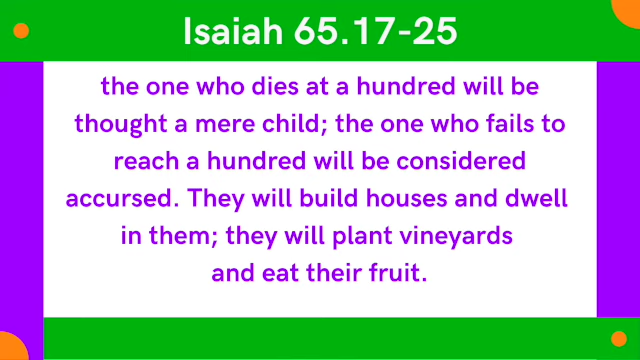 Isaiah 65.17-25
the one who dies at a hundred will be
thought a mere child; the one who fails to
reach a hundred will be considered
accursed. They will build houses and dwell
in them; they will plant vineyards
and eat their fruit.